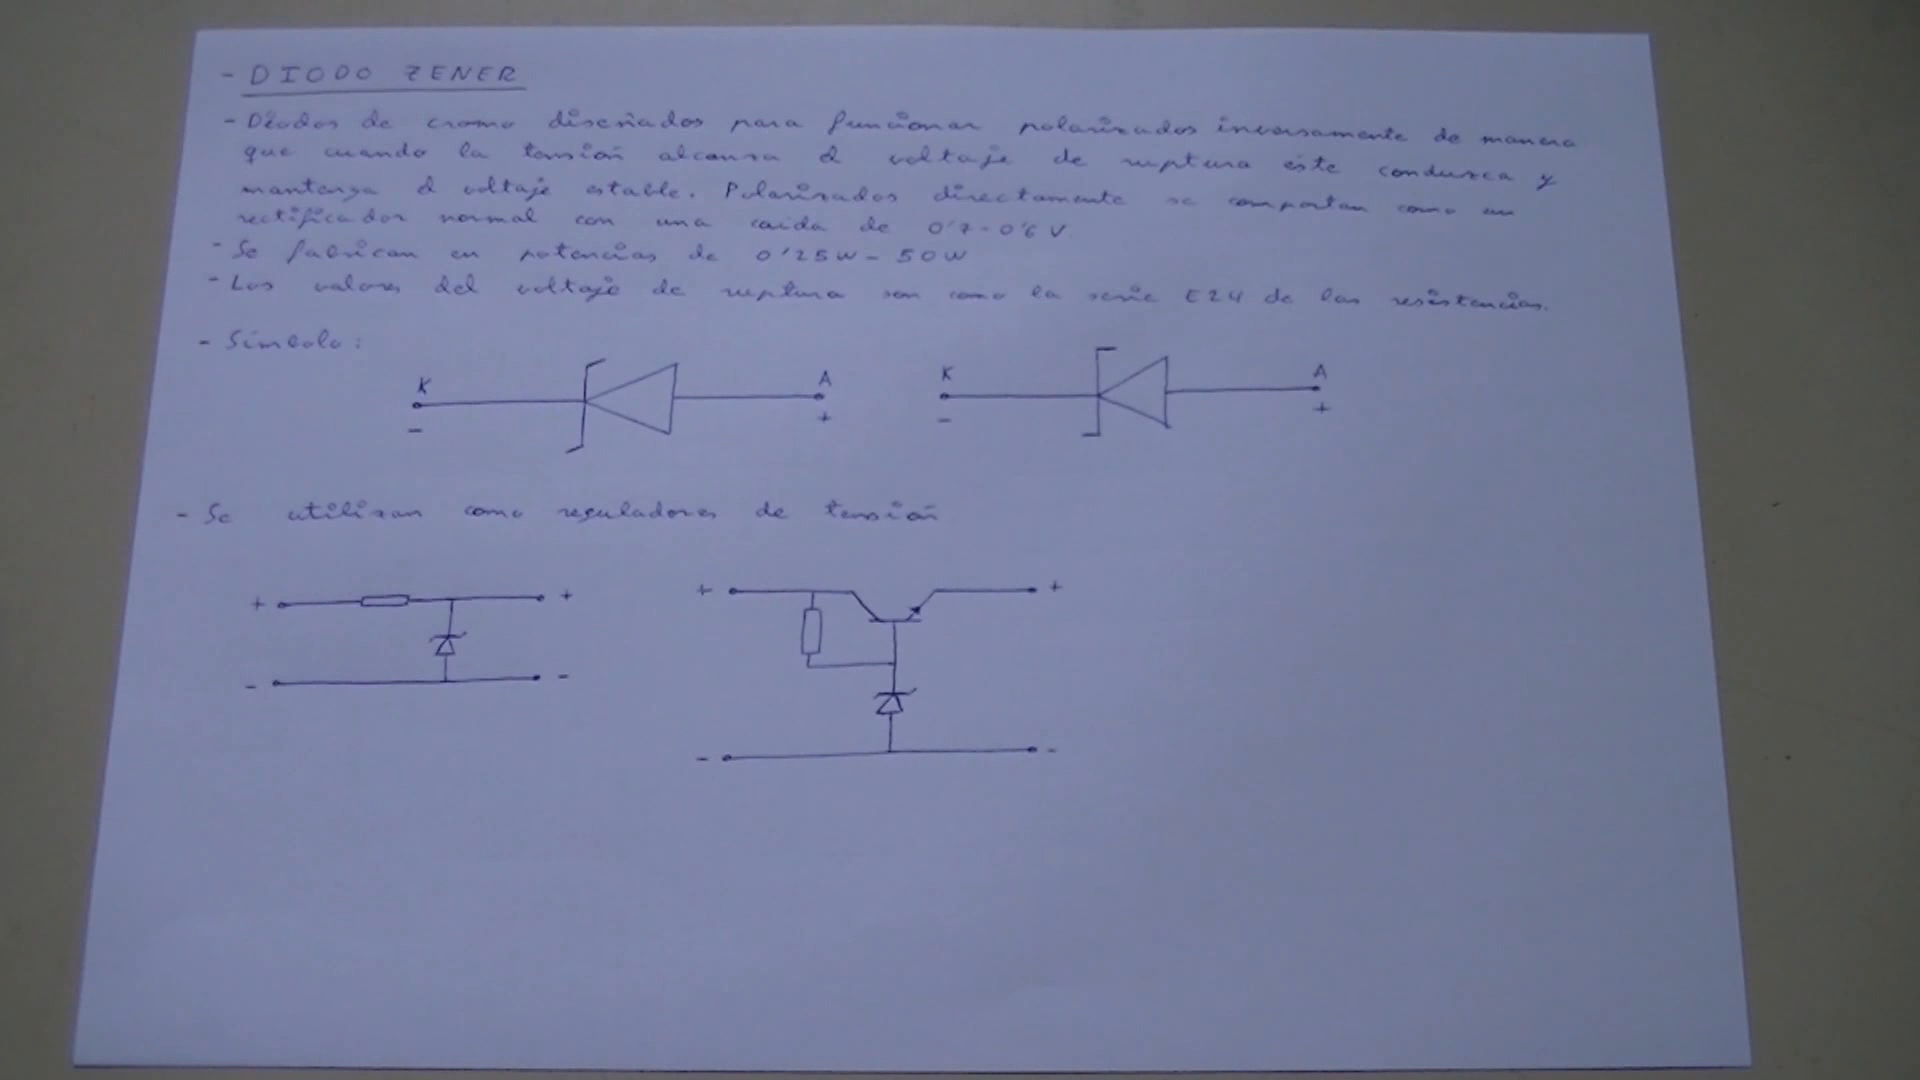 - DIODO ZENER
- Diodos de cromo diseñados para funcionar polarizados inversamente de manera
que cuando la tensión alcanza el voltaje de ruptura éste conduzca y
mantenga el voltaje estable. Polarizados directamente se comportan como un
rectificador normal con una caída de 0'7-0'6 V.
- Se fabrican en potencias de 0'25W - 50W
- Los valores del voltaje de ruptura son como la serie E24 de las resistencias.
- Símbolo:
K A K A
- + - +
- Se utilizan como reguladores de tensión
+ + + +
- - - -